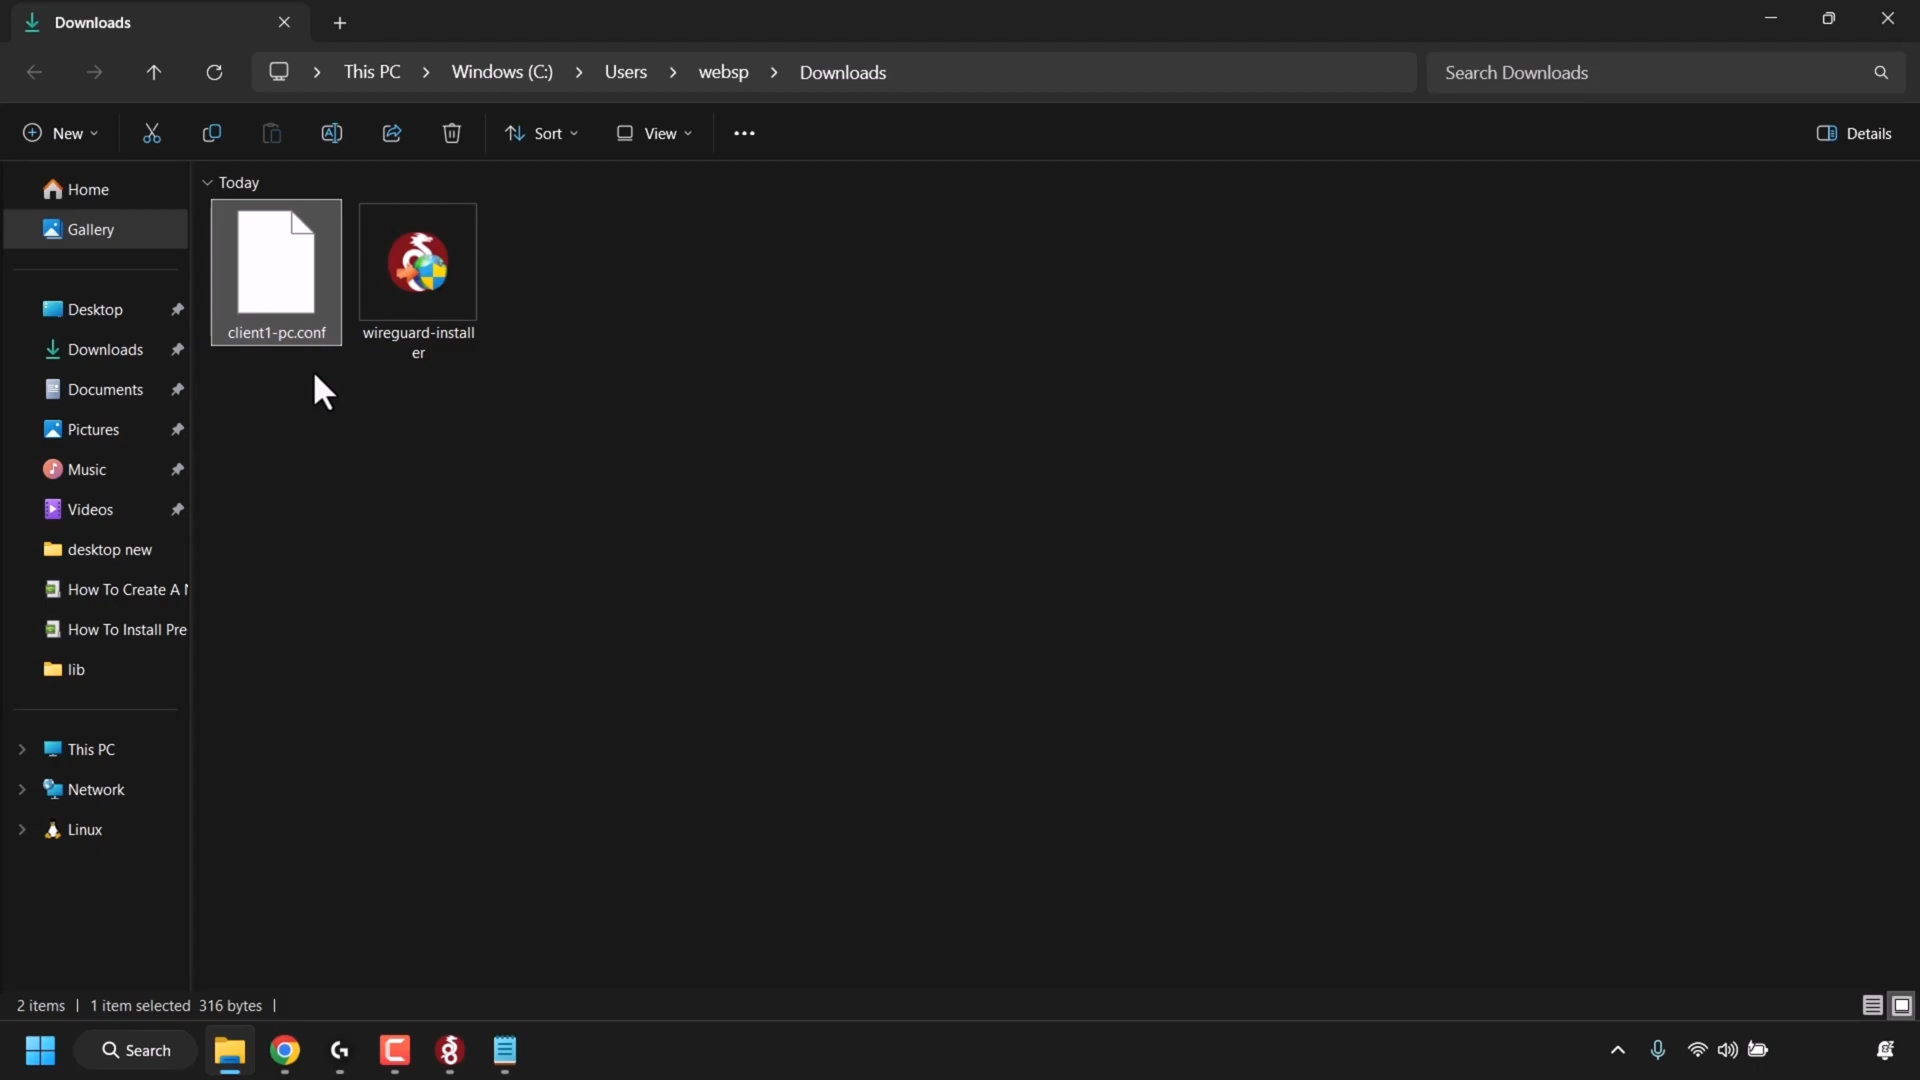 Downloads
This PC
Windows (C:)
Users
websp
Downloads
Search Downloads
New
Sort
View
Details
Home
Gallery
Desktop
Downloads
Documents
Pictures
Music
Videos
desktop new
How To Create A
How To Install Pre
lib
This PC
Network
Linux
Today
client1-pc.conf
wireguard-install
er
2 items
1 item selected 316 bytes
Search